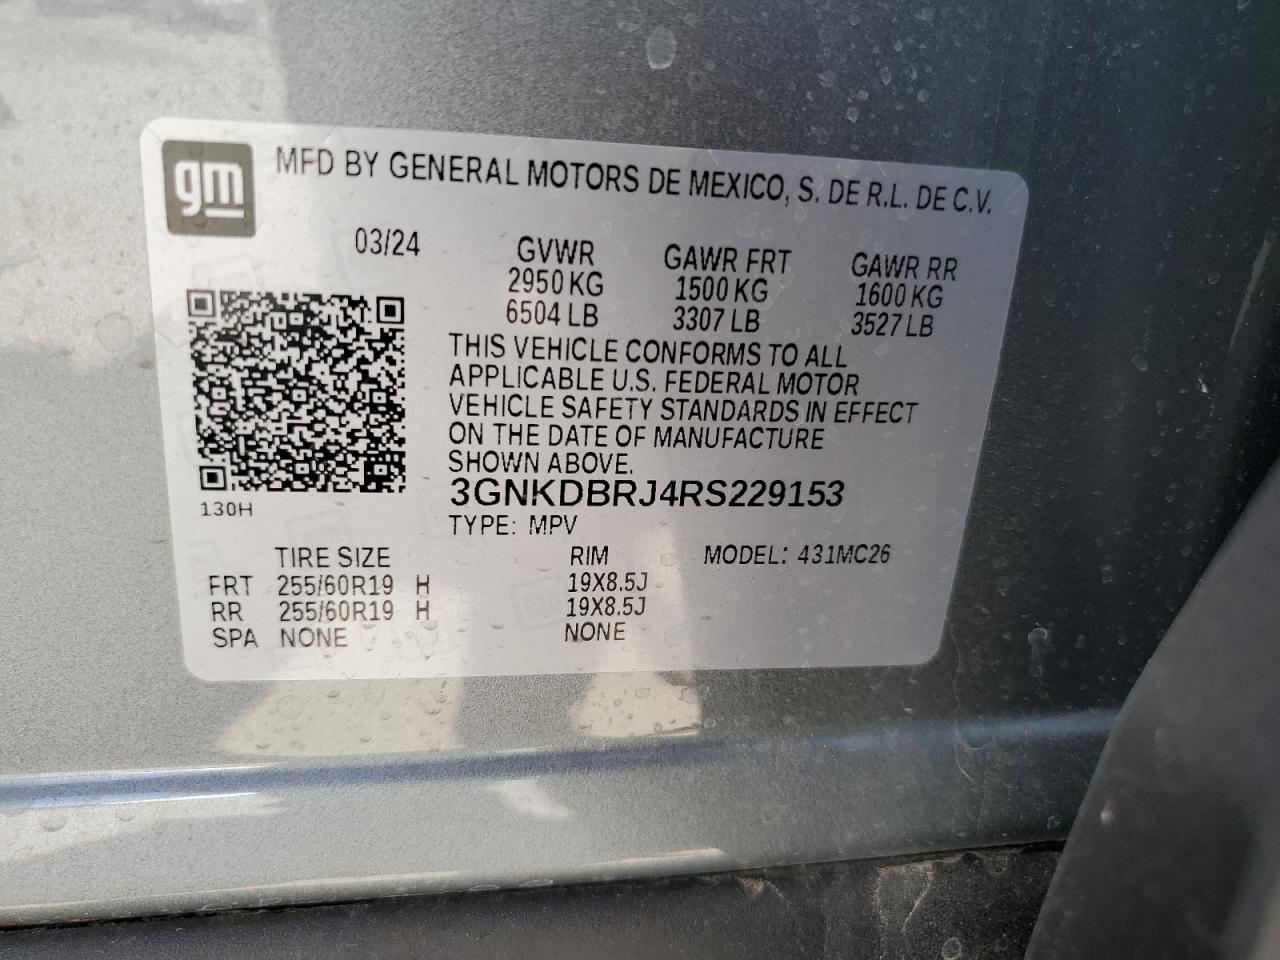 gm
MFD BY GENERAL MOTORS DE MEXICO, S. DE R.L. DE C.V.
03/24 GVWR GAWR FRT GAWR RR
2950 KG 1500 KG 1600 KG
6504 LB 3307 LB 3527 LB
THIS VEHICLE CONFORMS TO ALL
APPLICABLE U.S. FEDERAL MOTOR
VEHICLE SAFETY STANDARDS IN EFFECT
ON THE DATE OF MANUFACTURE
SHOWN ABOVE.
3GNKDBRJ4RS229153
130H
TYPE: MPV
TIRE SIZE RIM MODEL: 431MC26
FRT 255/60R19 H 19X8.5J
RR 255/60R19 H 19X8.5J
SPA NONE NONE